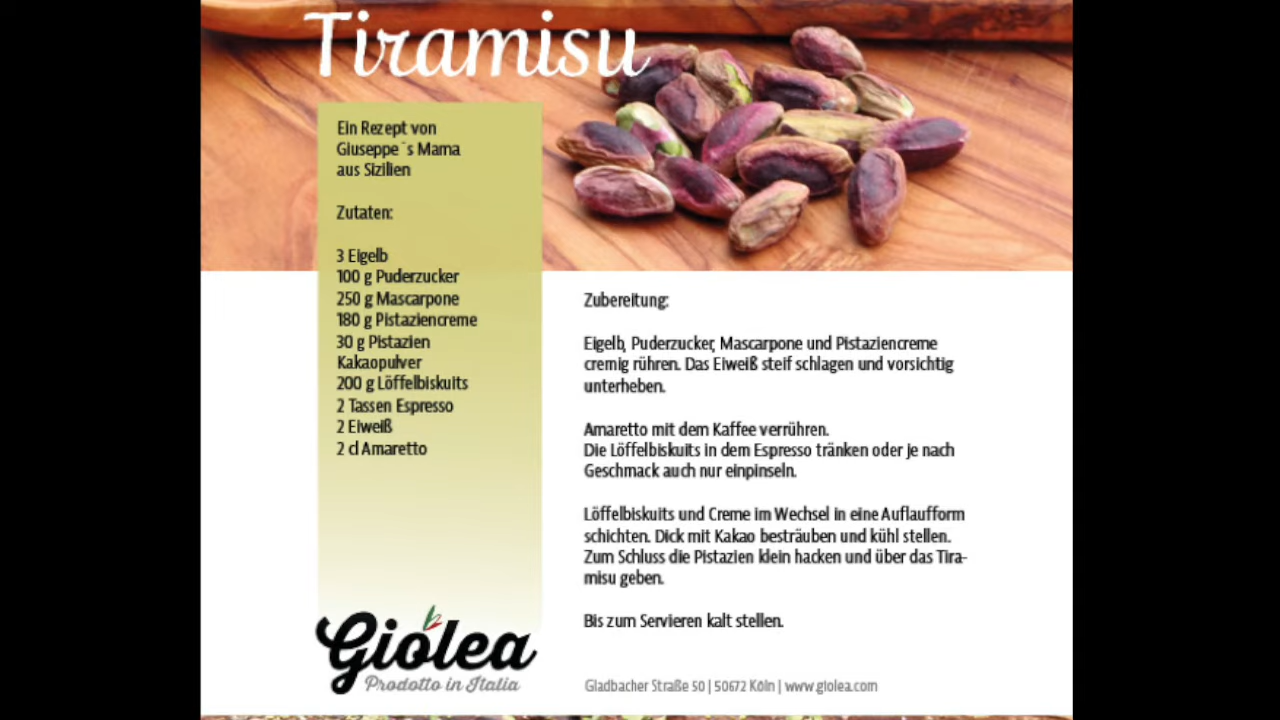 Tiramisu
Ein Rezept von
Giuseppe´s Mama
aus Sizilien
Zutaten:
3 Eigelb
100 g Puderzucker
250 g Mascarpone
180 g Pistaziencreme
30 g Pistazien
Kakaopulver
200 g Löffelbiskuits
2 Tassen Espresso
2 Eiweiß
2 cl Amaretto
Zubereitung:
Eigelb, Puderzucker, Mascarpone und Pistaziencreme
cremig rühren. Das Eiweiß steif schlagen und vorsichtig
unterheben.
Amaretto mit dem Kaffee verrühren.
Die Löffelbiskuits in dem Espresso tränken oder je nach
Geschmack auch nur einpinseln.
Löffelbiskuits und Creme im Wechsel in eine Auflaufform
schichten. Dick mit Kakao besträuben und kühl stellen.
Zum Schluss die Pistazien klein hacken und über das Tira-
misu geben.
Bis zum Servieren kalt stellen.
Giolea
Prodotto in Italia
Gladbacher Straße 50 | 50672 Köln | www.giolea.com